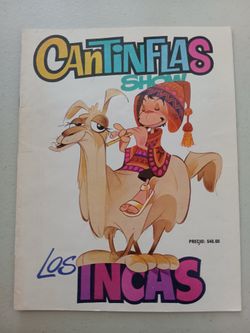 CANTINFLAS
SHOW
PRECIO: $40.00
LOS
INCAS